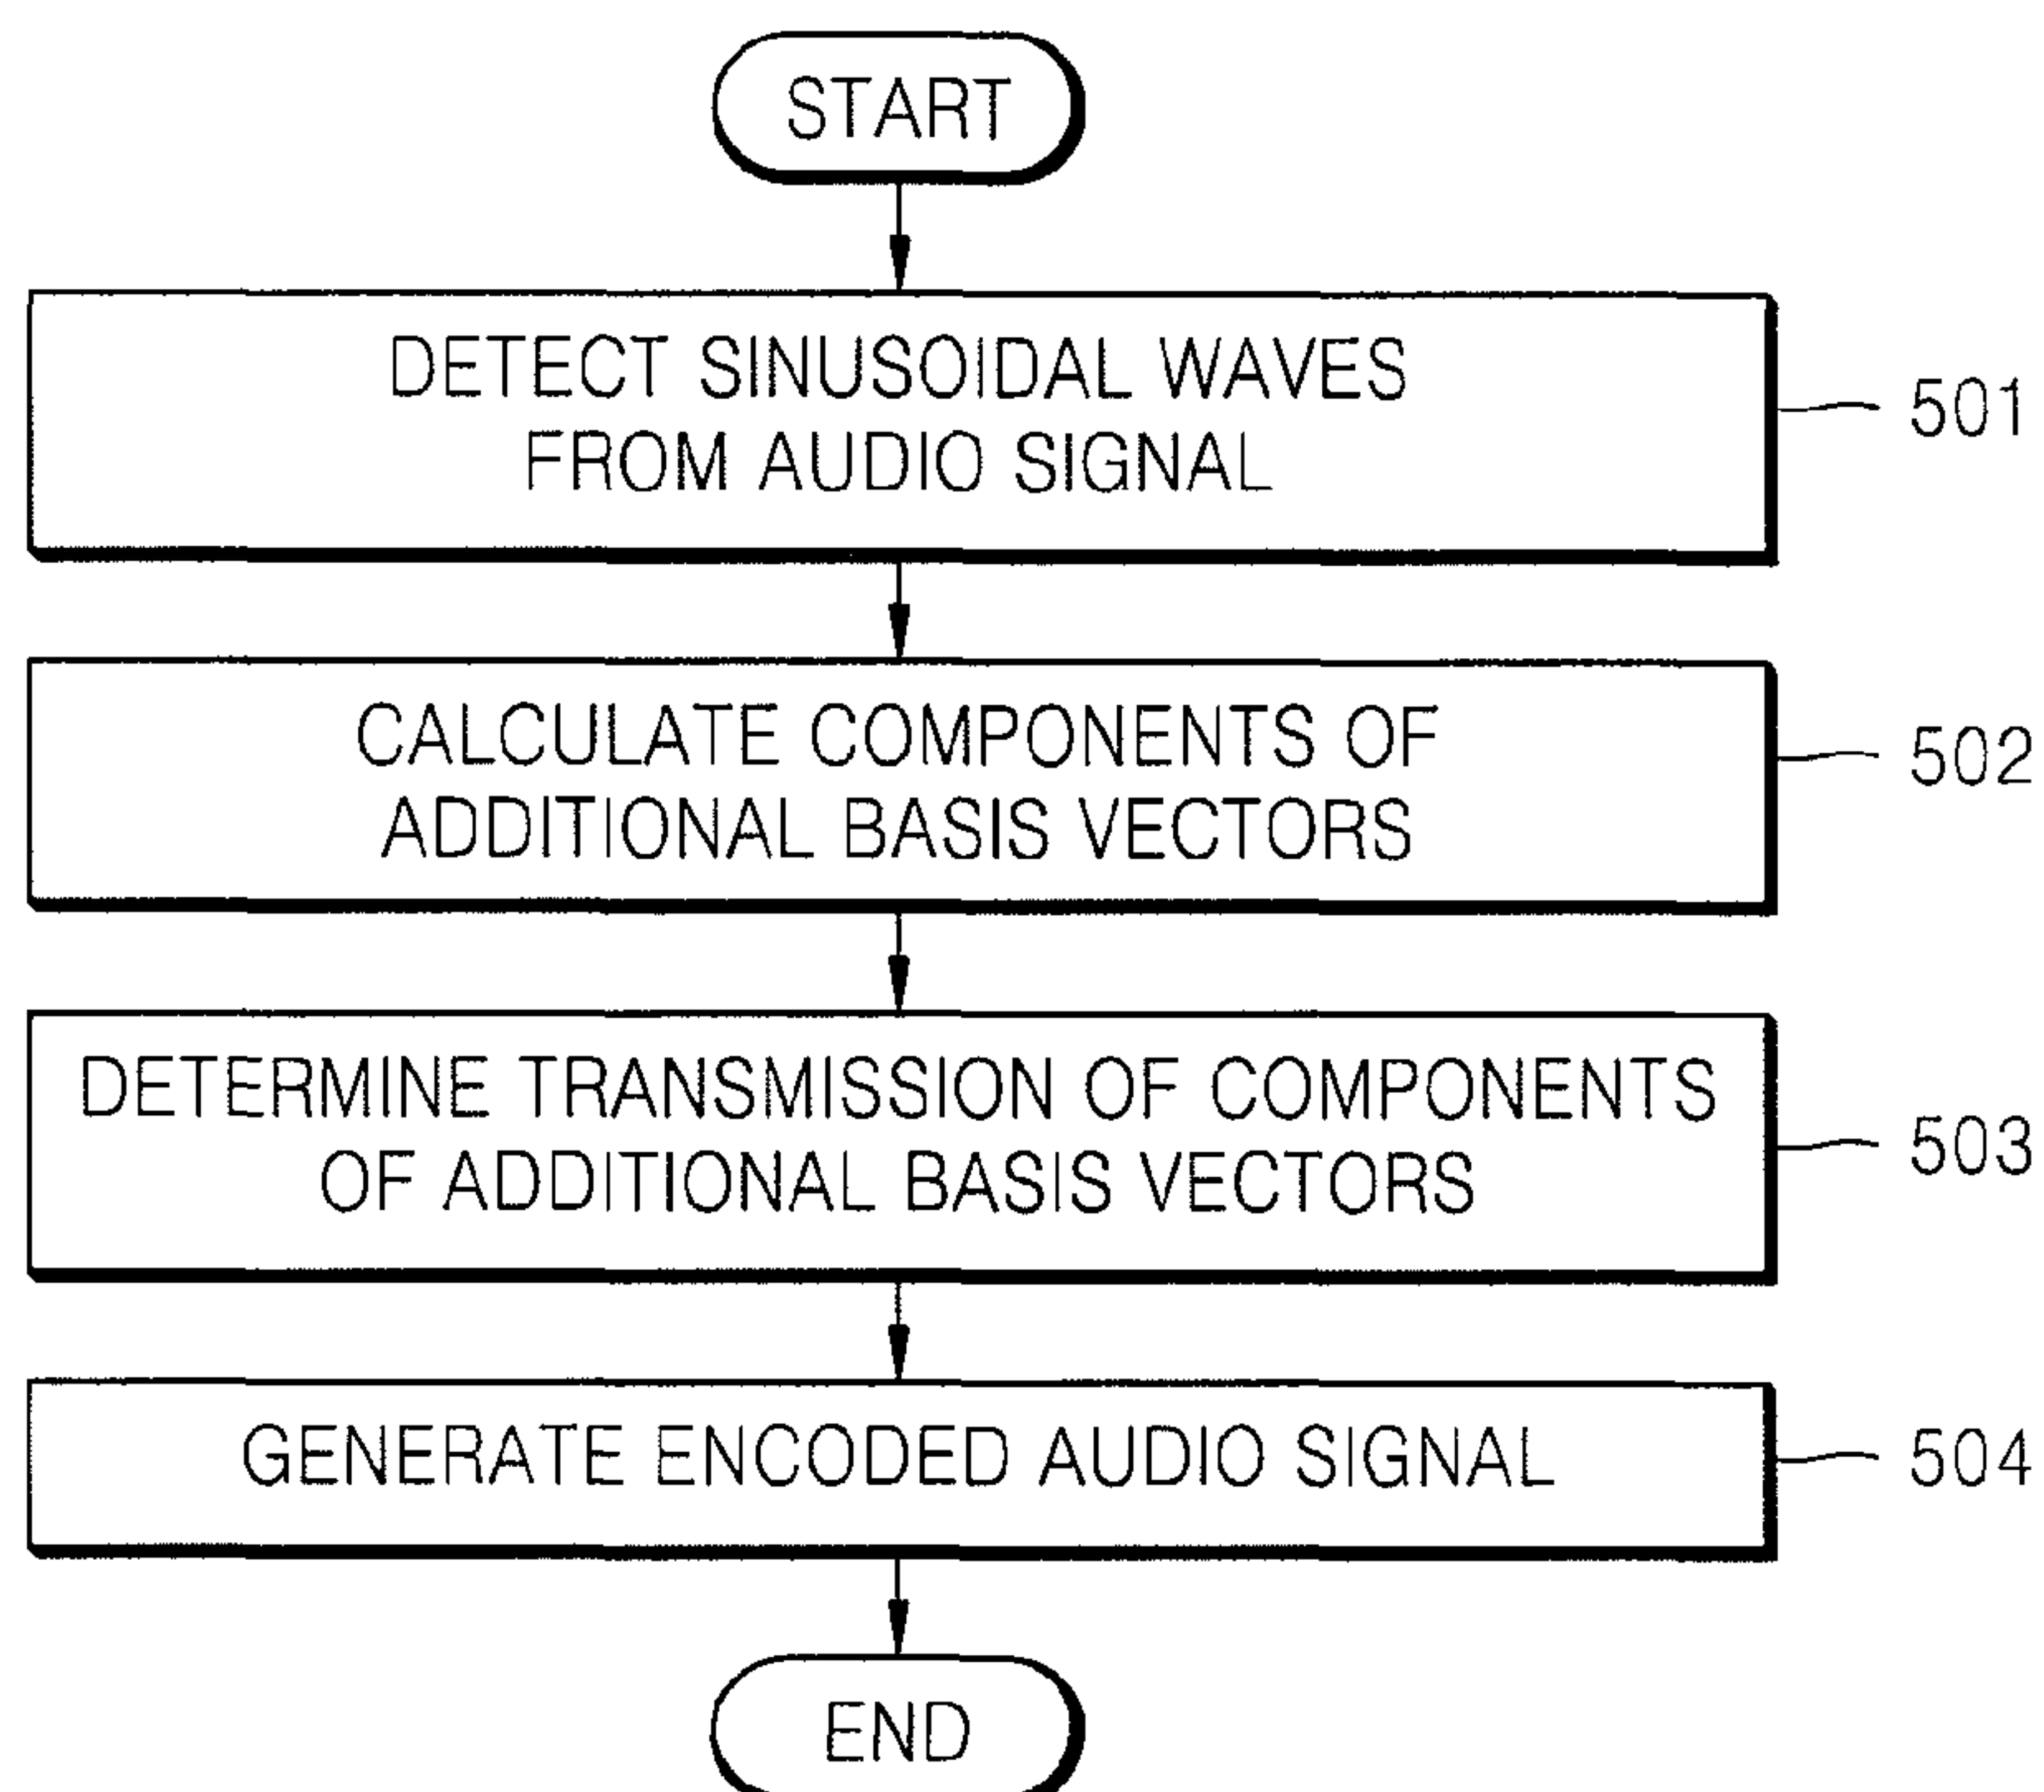 START
DETECT SINUSOIDAL WAVES
FROM AUDIO SIGNAL
501
CALCULATE COMPONENTS OF
ADDITIONAL BASIS VECTORS
502
DETERMINE TRANSMISSION OF COMPONENTS
OF ADDITIONAL BASIS VECTORS
503
GENERATE ENCODED AUDIO SIGNAL
504
END